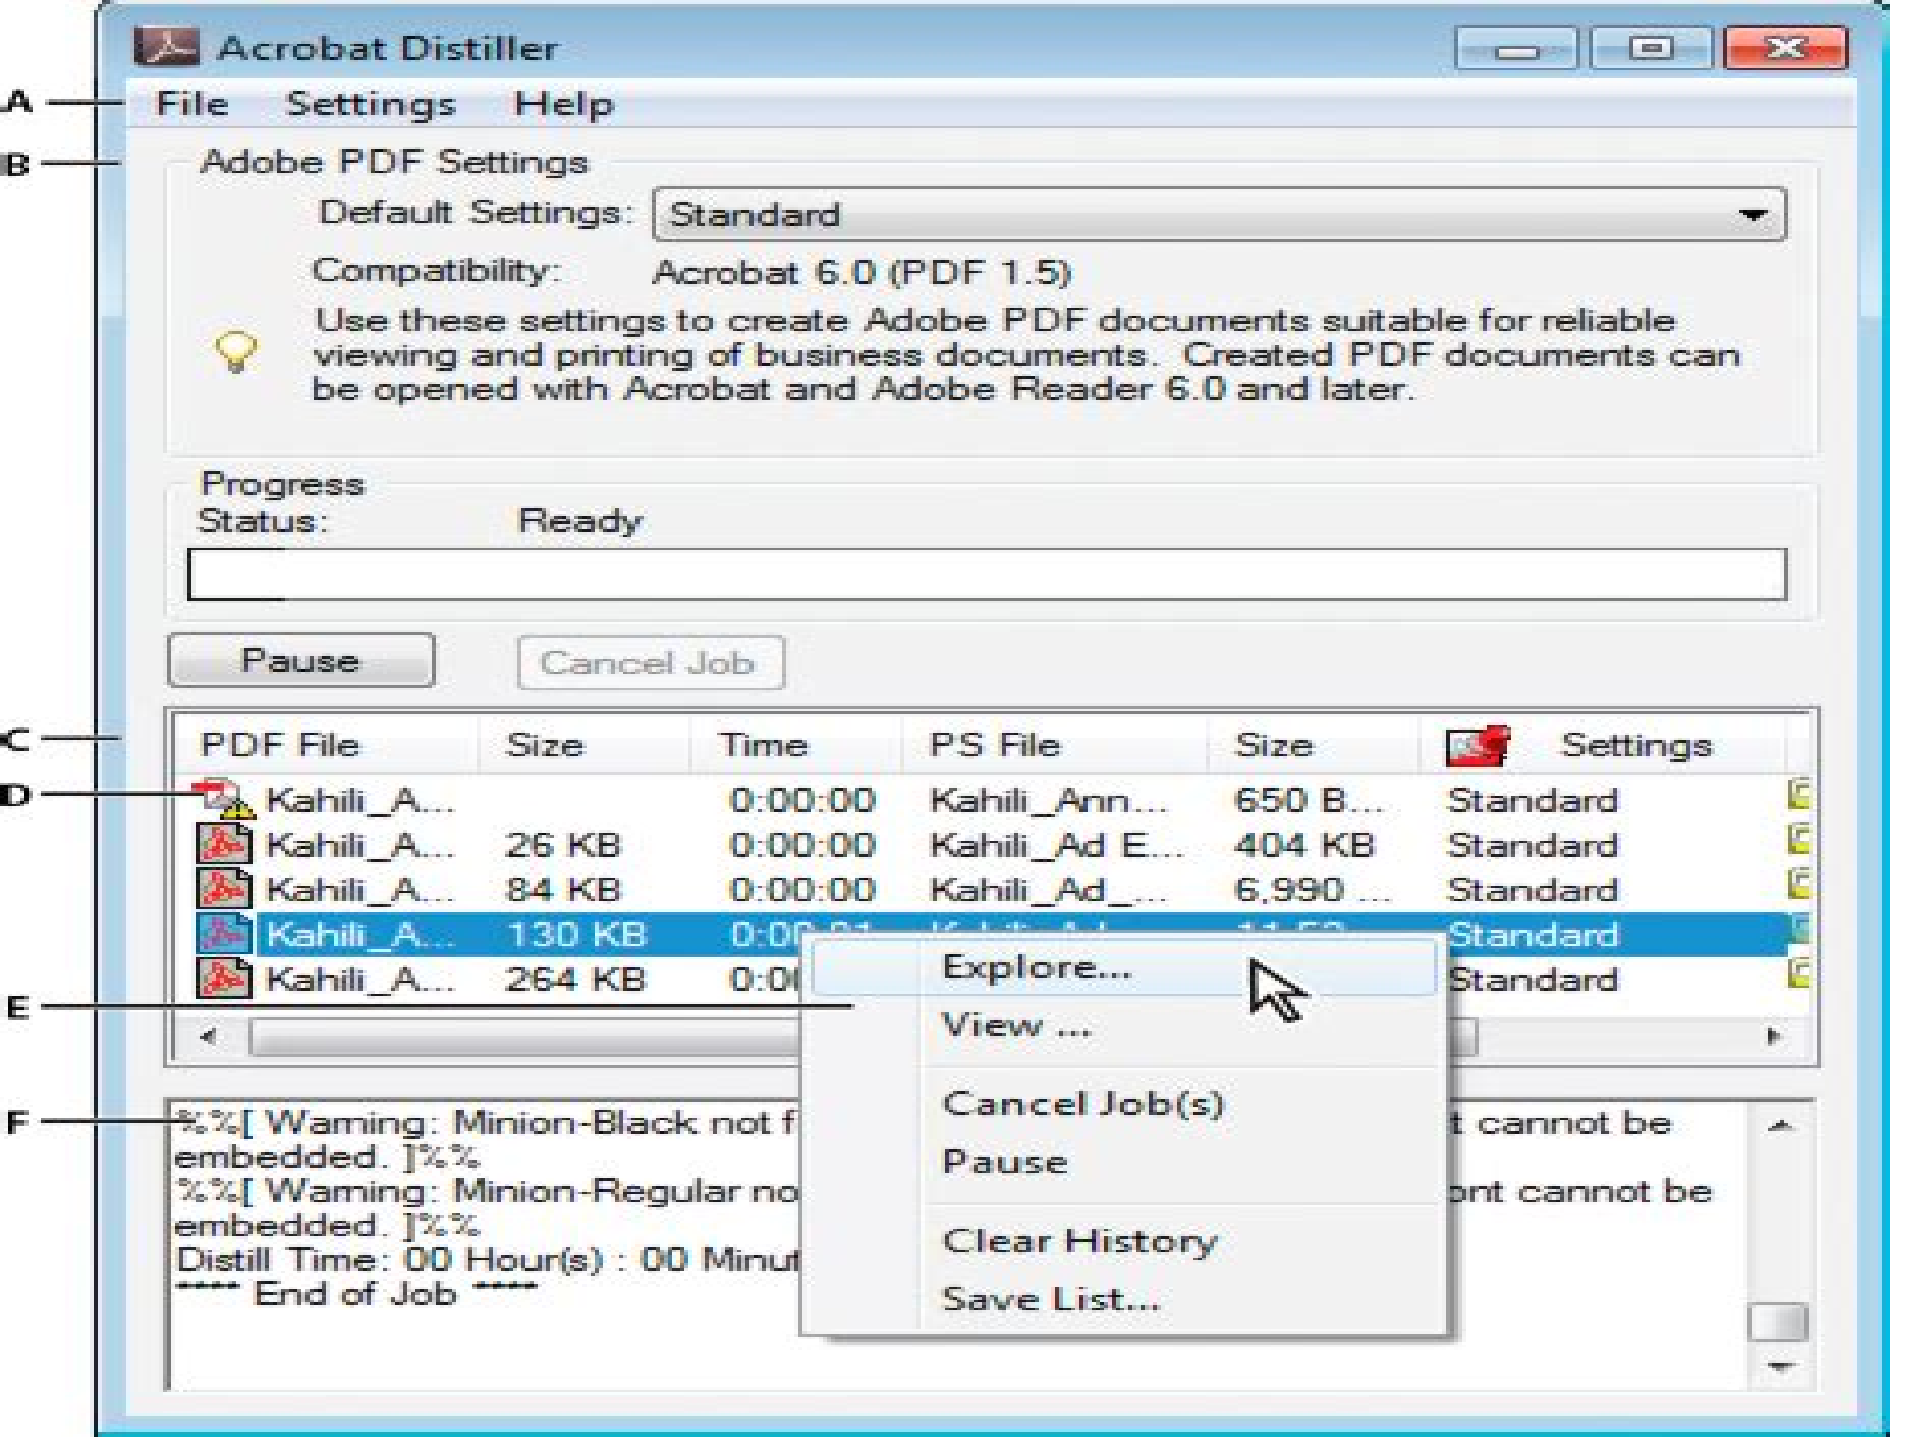 Acrobat Distiller
A File Settings Help
B Adobe PDF Settings
Default Settings: Standard
Compatibility: Acrobat 6.0 (PDF 1.5)
Use these settings to create Adobe PDF documents suitable for reliable
viewing and printing of business documents. Created PDF documents can
be opened with Acrobat and Adobe Reader 6.0 and later.
Progress
Status: Ready
Pause Cancel Job
C PDF File Size Time PS File Size Settings
D Kahili_A... 0:00:00 Kahili_Ann... 650 B... Standard
Kahili_A... 26 KB 0:00:00 Kahili_Ad E... 404 KB Standard
Kahili_A... 84 KB 0:00:00 Kahili_Ad_... 6,990 ... Standard
Kahili_A... 130 KB Standard
Kahili_A... 264 KB Standard
E
Explore...
View ...
Cancel Job(s)
Pause
Clear History
Save List...
F %%[ Warning: Minion-Black not f t cannot be
embedded. ]%%
%%[ Warning: Minion-Regular no ont cannot be
embedded. ]%%
Distill Time: 00 Hour(s) : 00 Minut
**** End of Job ****